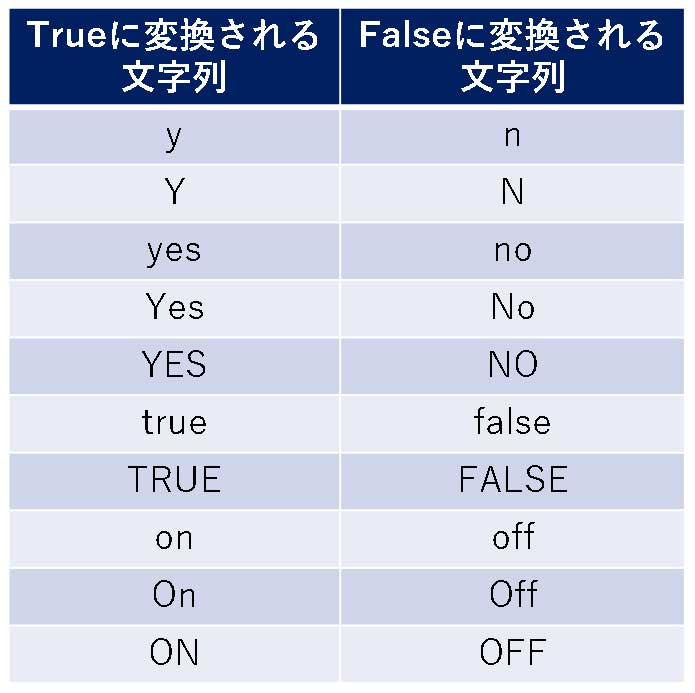 Trueに変換される Falseに変換される
文字列 文字列
y n
Y N
yes no
Yes No
YES NO
true false
TRUE FALSE
on off
On Off
ON OFF